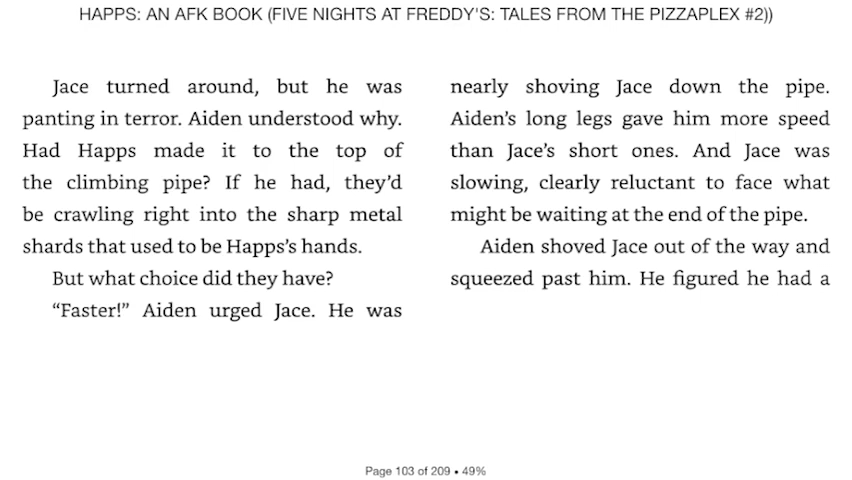 HAPPS: AN AFK BOOK (FIVE NIGHTS AT FREDDY'S: TALES FROM THE PIZZAPLEX #2))
Jace turned around, but he was
panting in terror. Aiden understood why.
Had Happs made it to the top of
the climbing pipe? If he had, they’d
be crawling right into the sharp metal
shards that used to be Happs’s hands.
But what choice did they have?
“Faster!” Aiden urged Jace. He was
nearly shoving Jace down the pipe.
Aiden’s long legs gave him more speed
than Jace’s short ones. And Jace was
slowing, clearly reluctant to face what
might be waiting at the end of the pipe.
Aiden shoved Jace out of the way and
squeezed past him. He figured he had a
Page 103 of 209 • 49%